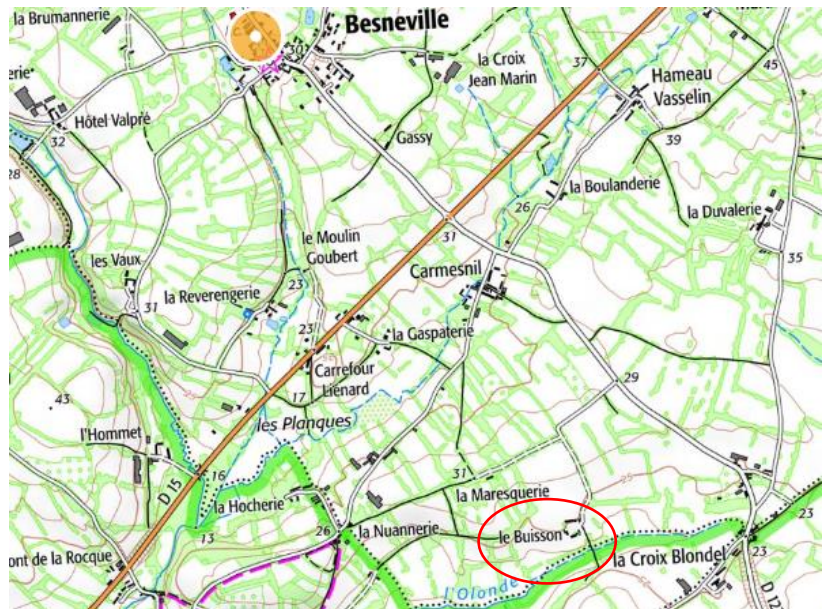 la Brumannerie
Besneville
30
la Croix
Jean Marin
37
Hameau
Vasselin
45
Hôtel Valpré
32
28
Gassy
39
la Boulanderie
26
la Duvalerie
35
31
le Moulin
Goubert
les Vaux
la Reverengerie
23
31
Carmesnil
la Gaspaterie
23
Carrefour
Liénard
17
les Planques
29
43
l'Hommet
16
D 15
la Hocherie
13
31
la Maresquerie
26
la Nuannerie
le Buisson
la Croix Blondel
23
23
ont de la Rocque
l'Olonde
D 12